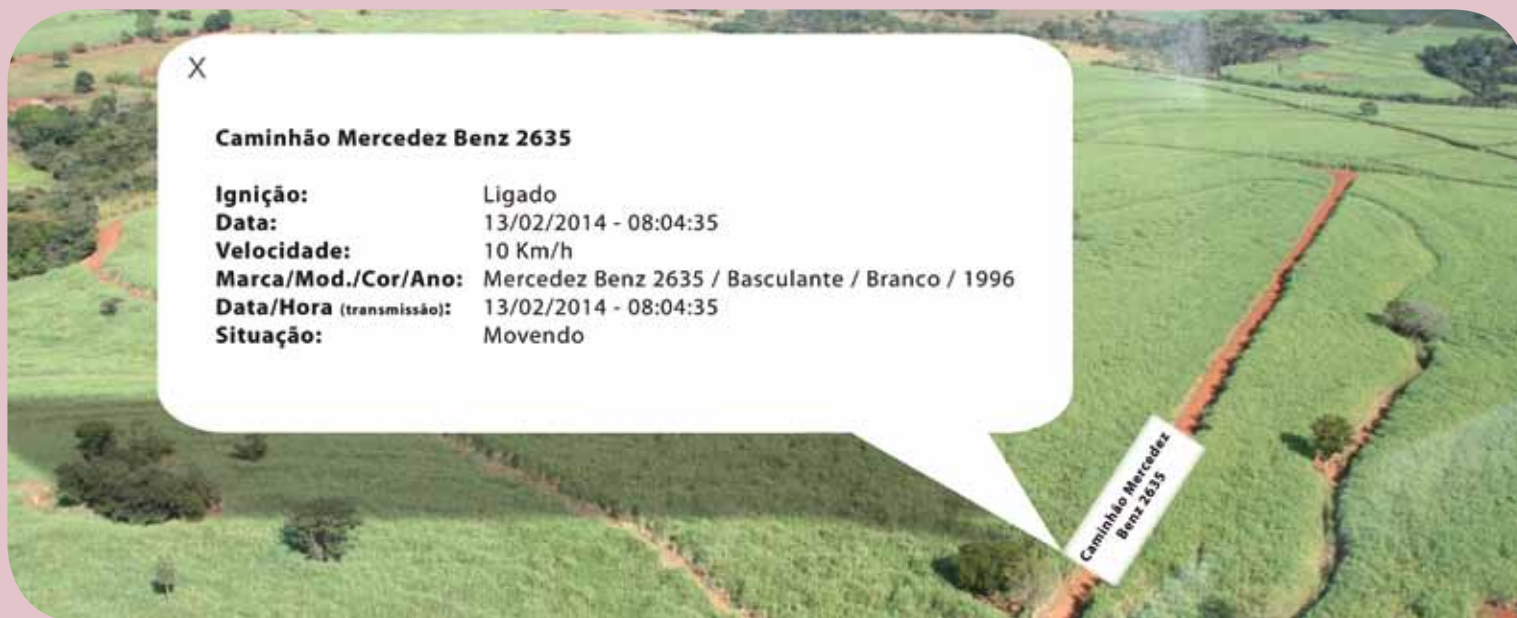 X
Caminhão Mercedez Benz 2635
Ignição: Ligado
Data: 13/02/2014 - 08:04:35
Velocidade: 10 Km/h
Marca/Mod./Cor/Ano: Mercedez Benz 2635 / Basculante / Branco / 1996
Data/Hora (transmissão): 13/02/2014 - 08:04:35
Situação: Movendo
Caminhão Mercedez
Benz 2635